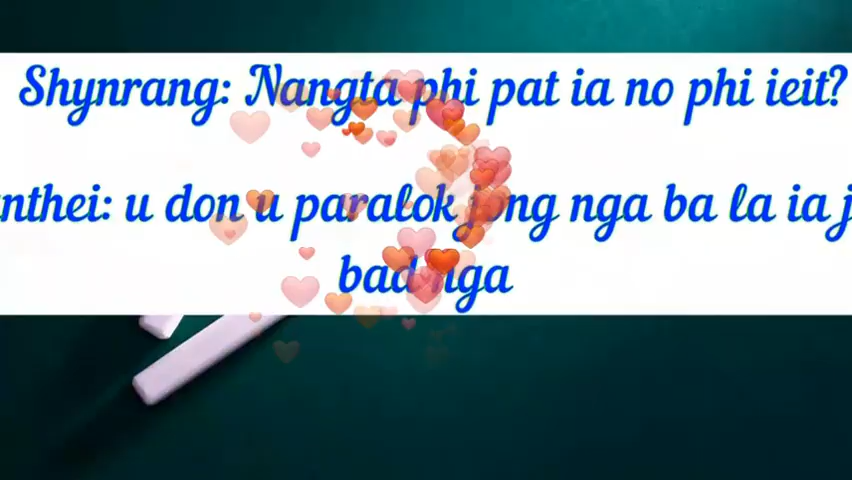 Shynrang: Nangta phi pat ia no phi ieit?
nthei: u don u paralok jong nga ba la ia j
bad nga